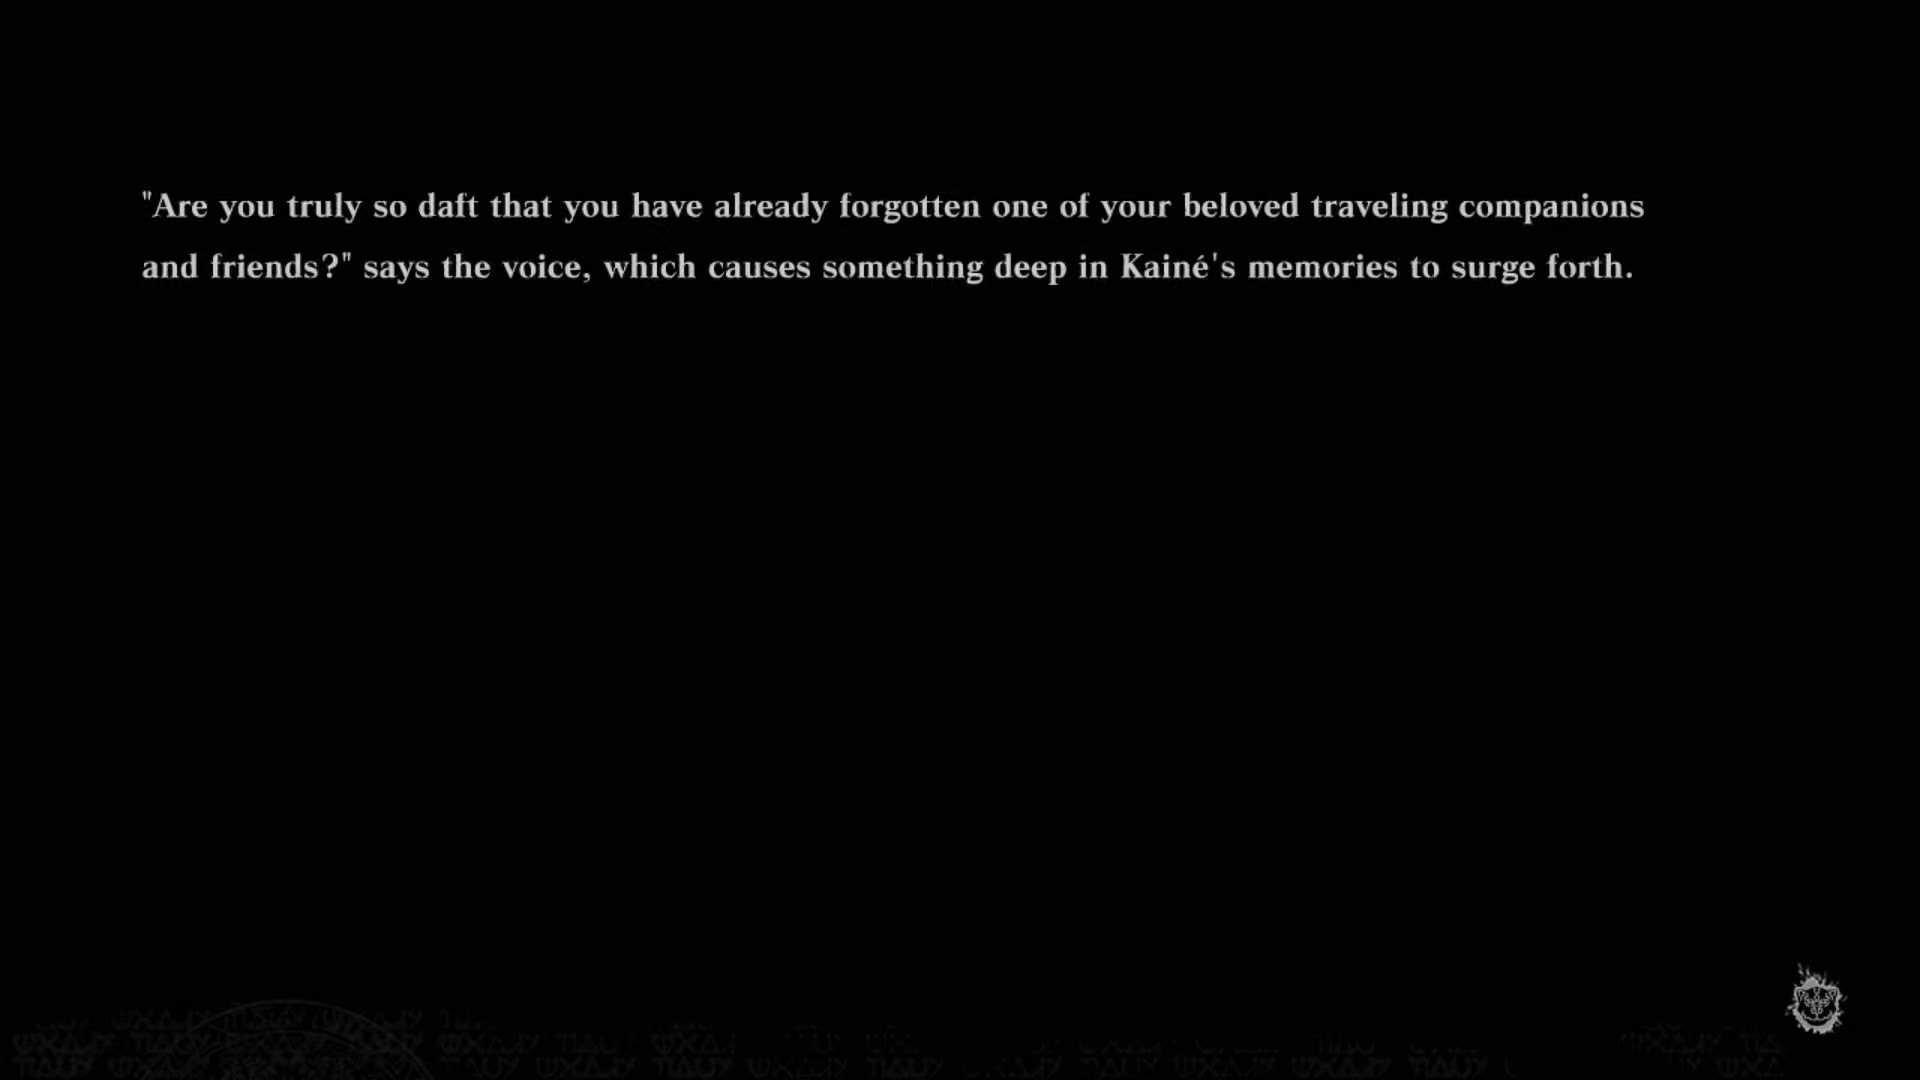 "Are you truly so daft that you have already forgotten one of your beloved traveling companions
and friends?" says the voice, which causes something deep in Kainé's memories to surge forth.